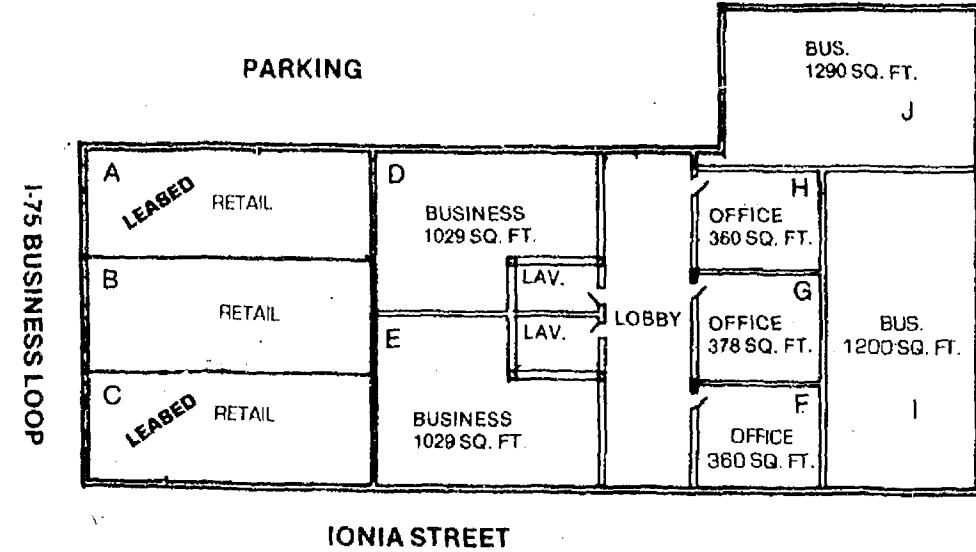 PARKING
BUS.
1290 SQ. FT.
J
I-75 BUSINESS LOOP
A
LEASED
RETAIL
B
RETAIL
C
LEASED
RETAIL
D
BUSINESS
1029 SQ. FT.
LAV.
LAV.
E
BUSINESS
1029 SQ. FT.
LOBBY
H
OFFICE
360 SQ. FT.
G
OFFICE
378 SQ. FT.
F
OFFICE
360 SQ. FT.
BUS.
1200 SQ. FT.
I
IONIA STREET